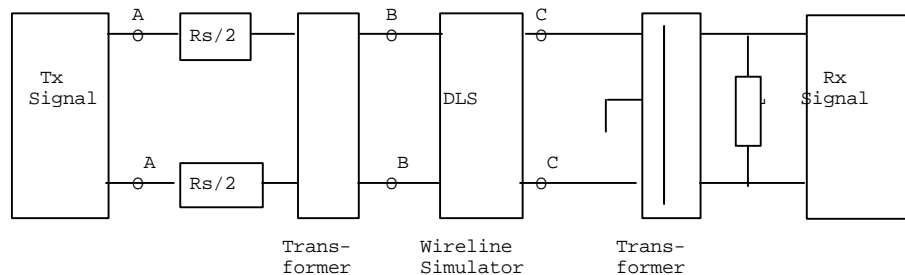 A
B
C
Rs/2
Tx
Signal
DLS
Rx
Signal
A
B
C
Rs/2
Trans-
former
Wireline
Simulator
Trans-
former